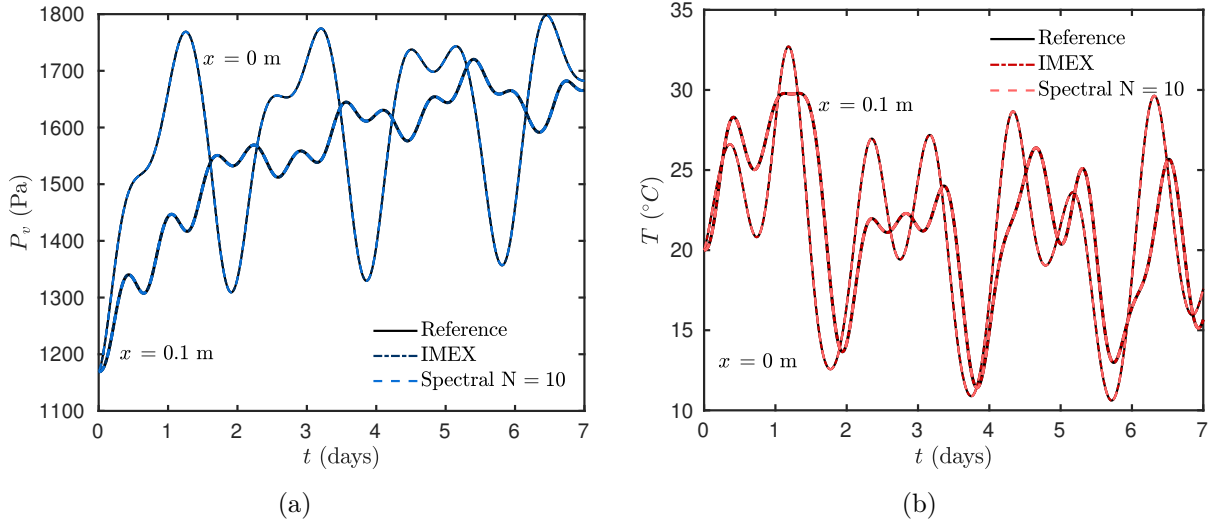 1800
1700
1600
1500
1400
1300
1200
1100
P_v (Pa)
x = 0 m
x = 0.1 m
Reference
IMEX
Spectral N = 10
0 1 2 3 4 5 6 7
t (days)
(a)
35
30
25
20
15
10
T (°C)
Reference
IMEX
Spectral N = 10
x = 0.1 m
x = 0 m
0 1 2 3 4 5 6 7
t (days)
(b)